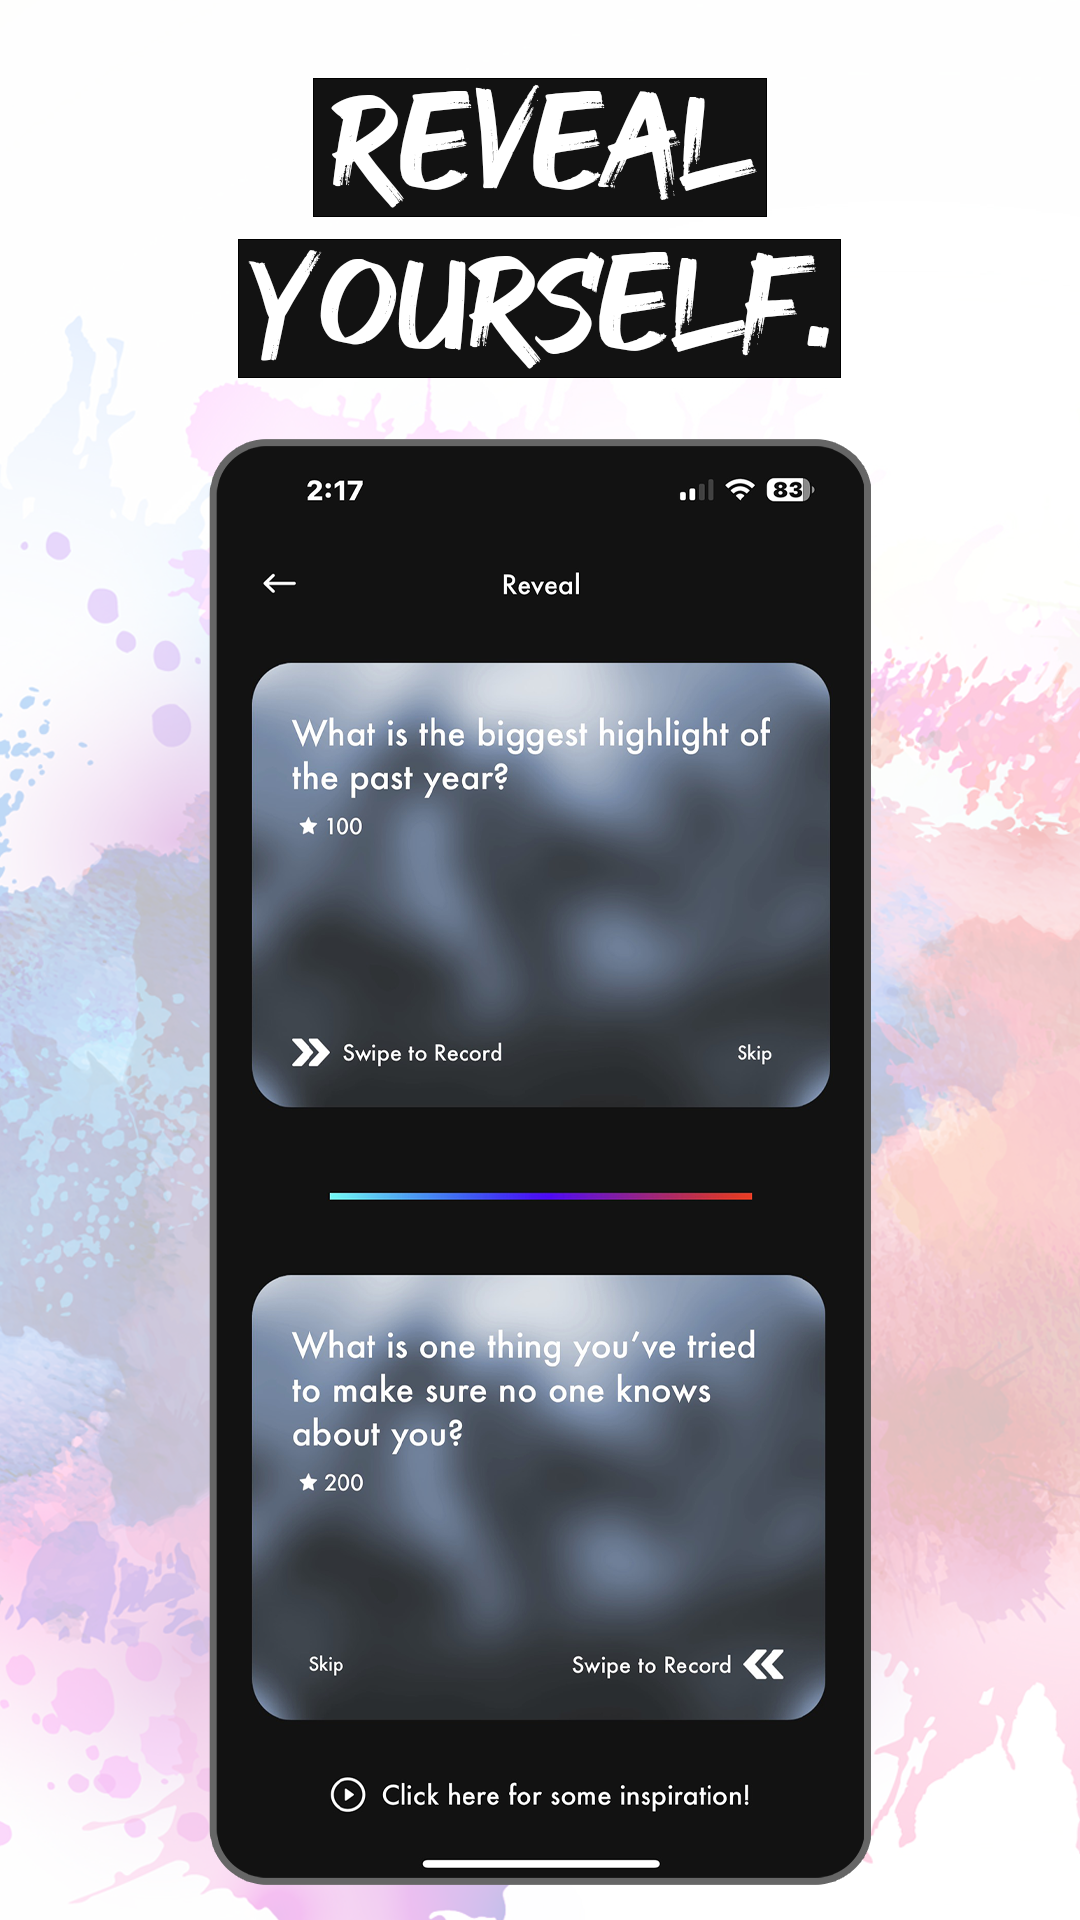 REVEAL
YOURSELF.
2:17
83
Reveal
What is the biggest highlight of
the past year?
★ 100
Swipe to Record
Skip
What is one thing you’ve tried
to make sure no one knows
about you?
★ 200
Skip
Swipe to Record
Click here for some inspiration!